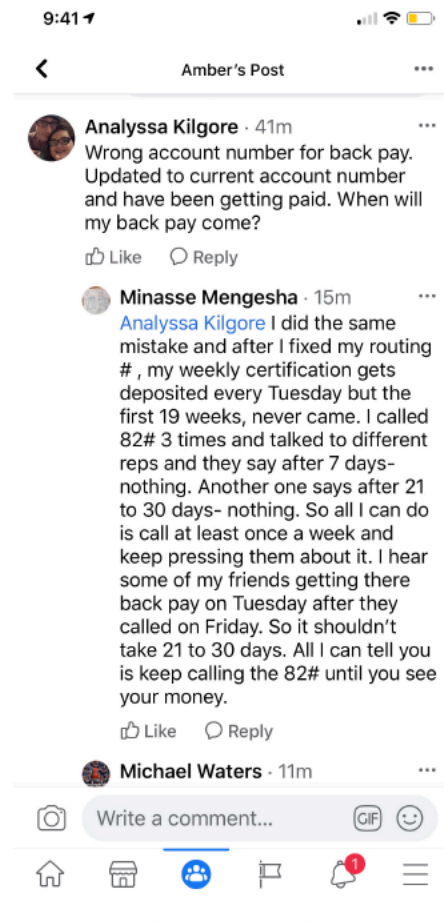 9:41
Amber's Post
Analyssa Kilgore · 41m
Wrong account number for back pay.
Updated to current account number
and have been getting paid. When will
my back pay come?
Like Reply
Minasse Mengesha · 15m
Analyssa Kilgore I did the same
mistake and after I fixed my routing
# , my weekly certification gets
deposited every Tuesday but the
first 19 weeks, never came. I called
82# 3 times and talked to different
reps and they say after 7 days-
nothing. Another one says after 21
to 30 days- nothing. So all I can do
is call at least once a week and
keep pressing them about it. I hear
some of my friends getting there
back pay on Tuesday after they
called on Friday. So it shouldn't
take 21 to 30 days. All I can tell you
is keep calling the 82# until you see
your money.
Like Reply
Michael Waters · 11m
Write a comment...
GIF
1